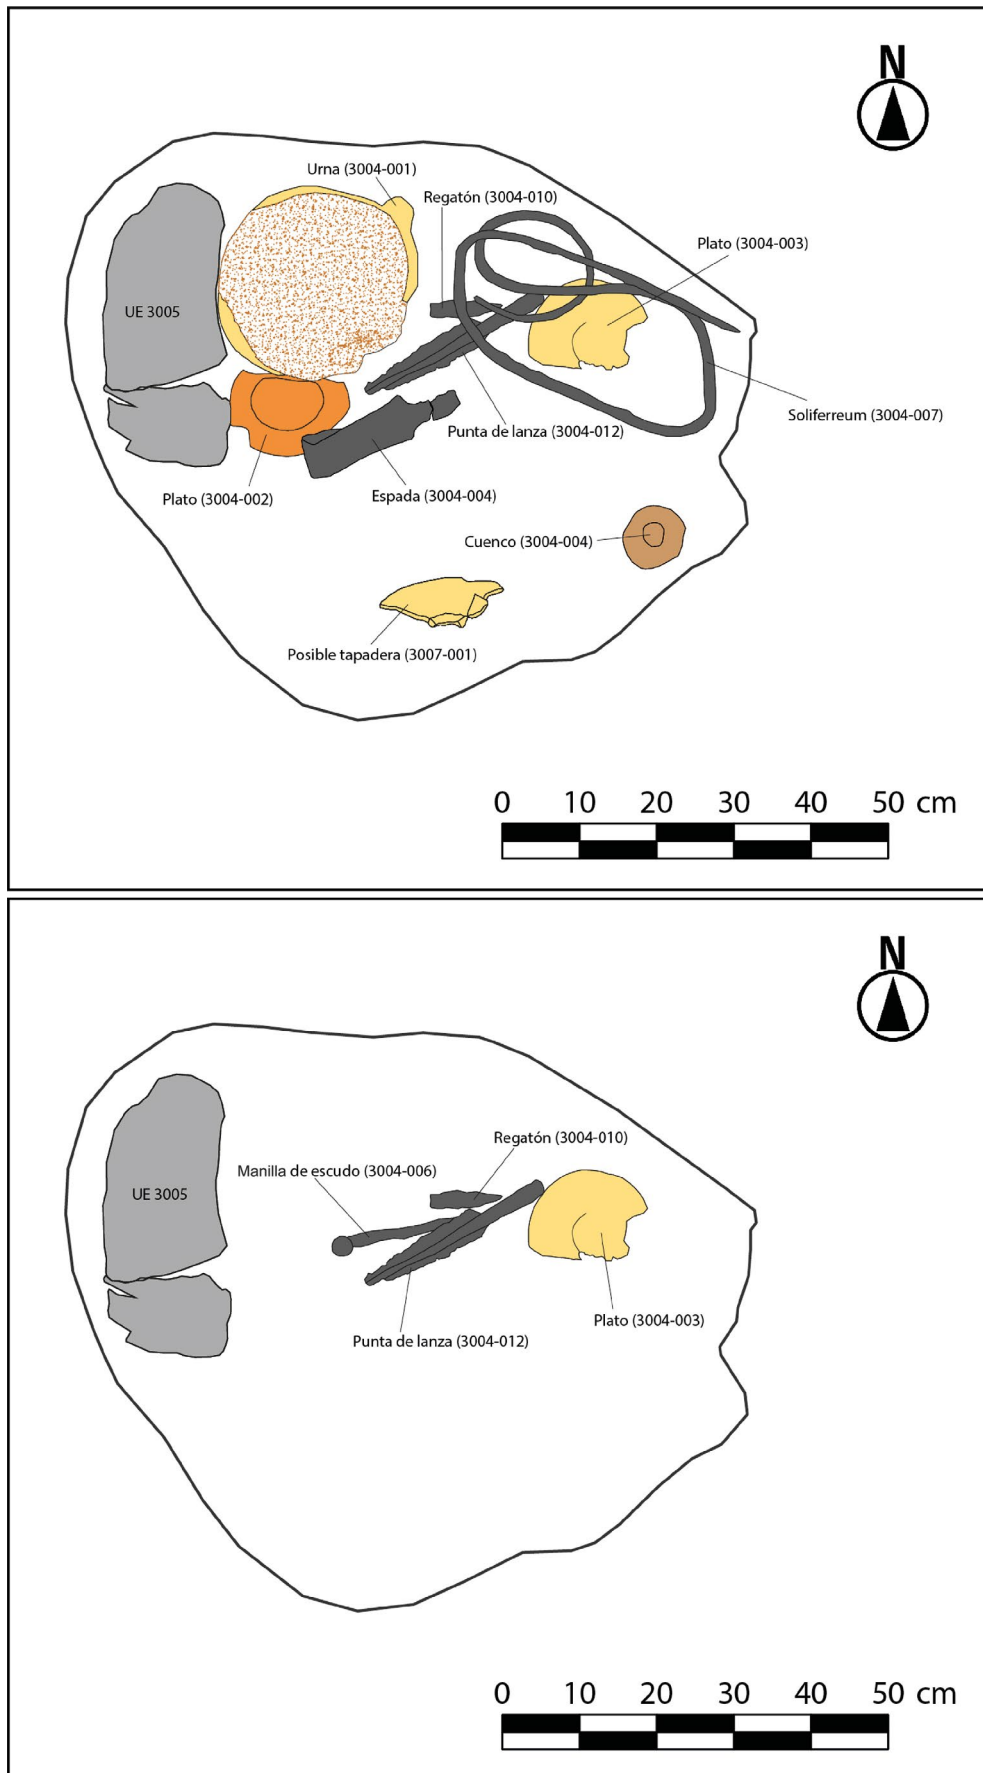 N
Urna (3004-001)
Regatón (3004-010)
Plato (3004-003)
UE 3005
Soliferreum (3004-007)
Punta de lanza (3004-012)
Plato (3004-002)
Espada (3004-004)
Cuenco (3004-004)
Posible tapadera (3007-001)
0 10 20 30 40 50 cm
N
Regatón (3004-010)
Manilla de escudo (3004-006)
UE 3005
Plato (3004-003)
Punta de lanza (3004-012)
0 10 20 30 40 50 cm